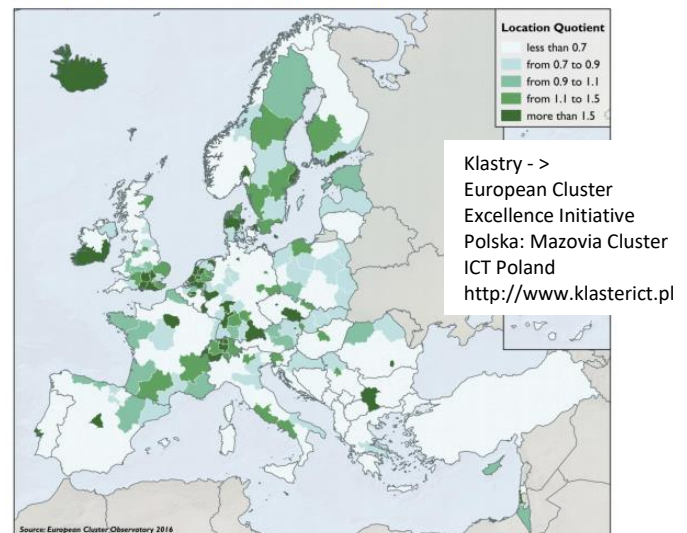 Location Quotient
less than 0.7
from 0.7 to 0.9
from 0.9 to 1.1
from 1.1 to 1.5
more than 1.5
Klastry - >
European Cluster
Excellence Initiative
Polska: Mazovia Cluster
ICT Poland
http://www.klasterict.pl
Source: European Cluster Observatory 2016